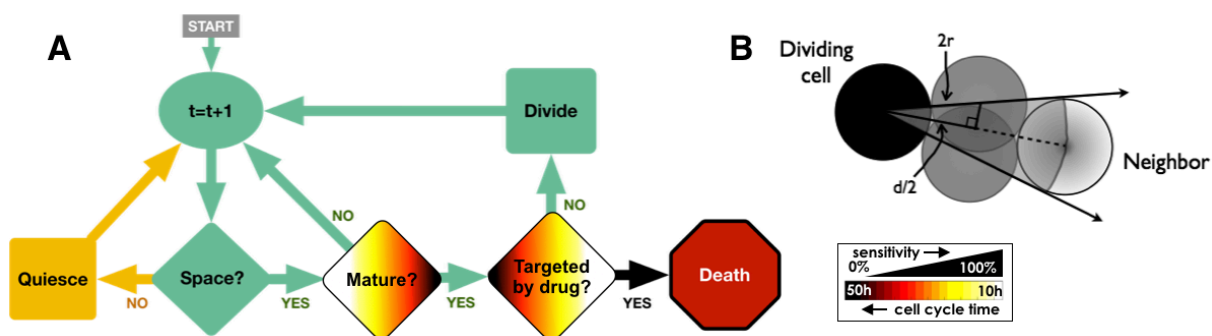 A
START
t=t+1
Divide
NO
NO
Quiesce
Space?
Mature?
Targeted
by drug?
Death
NO
YES
YES
YES
B
Dividing
cell
2r
d/2
Neighbor
sensitivity →
0%
100%
50h
10h
← cell cycle time